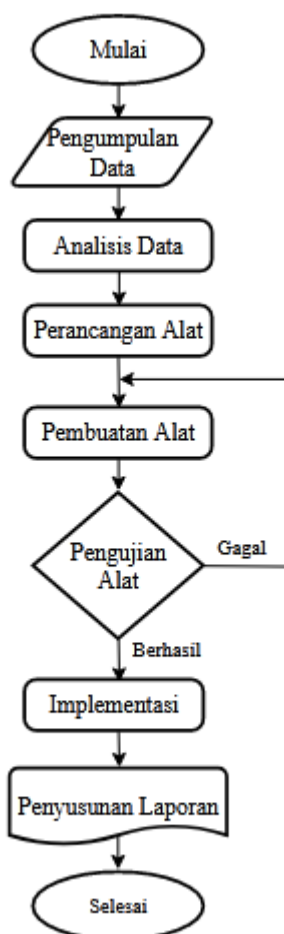 Mulai
Pengumpulan
Data
Analisis Data
Perancangan Alat
Pembuatan Alat
Pengujian
Alat
Gagal
Berhasil
Implementasi
Penyusunan Laporan
Selesai